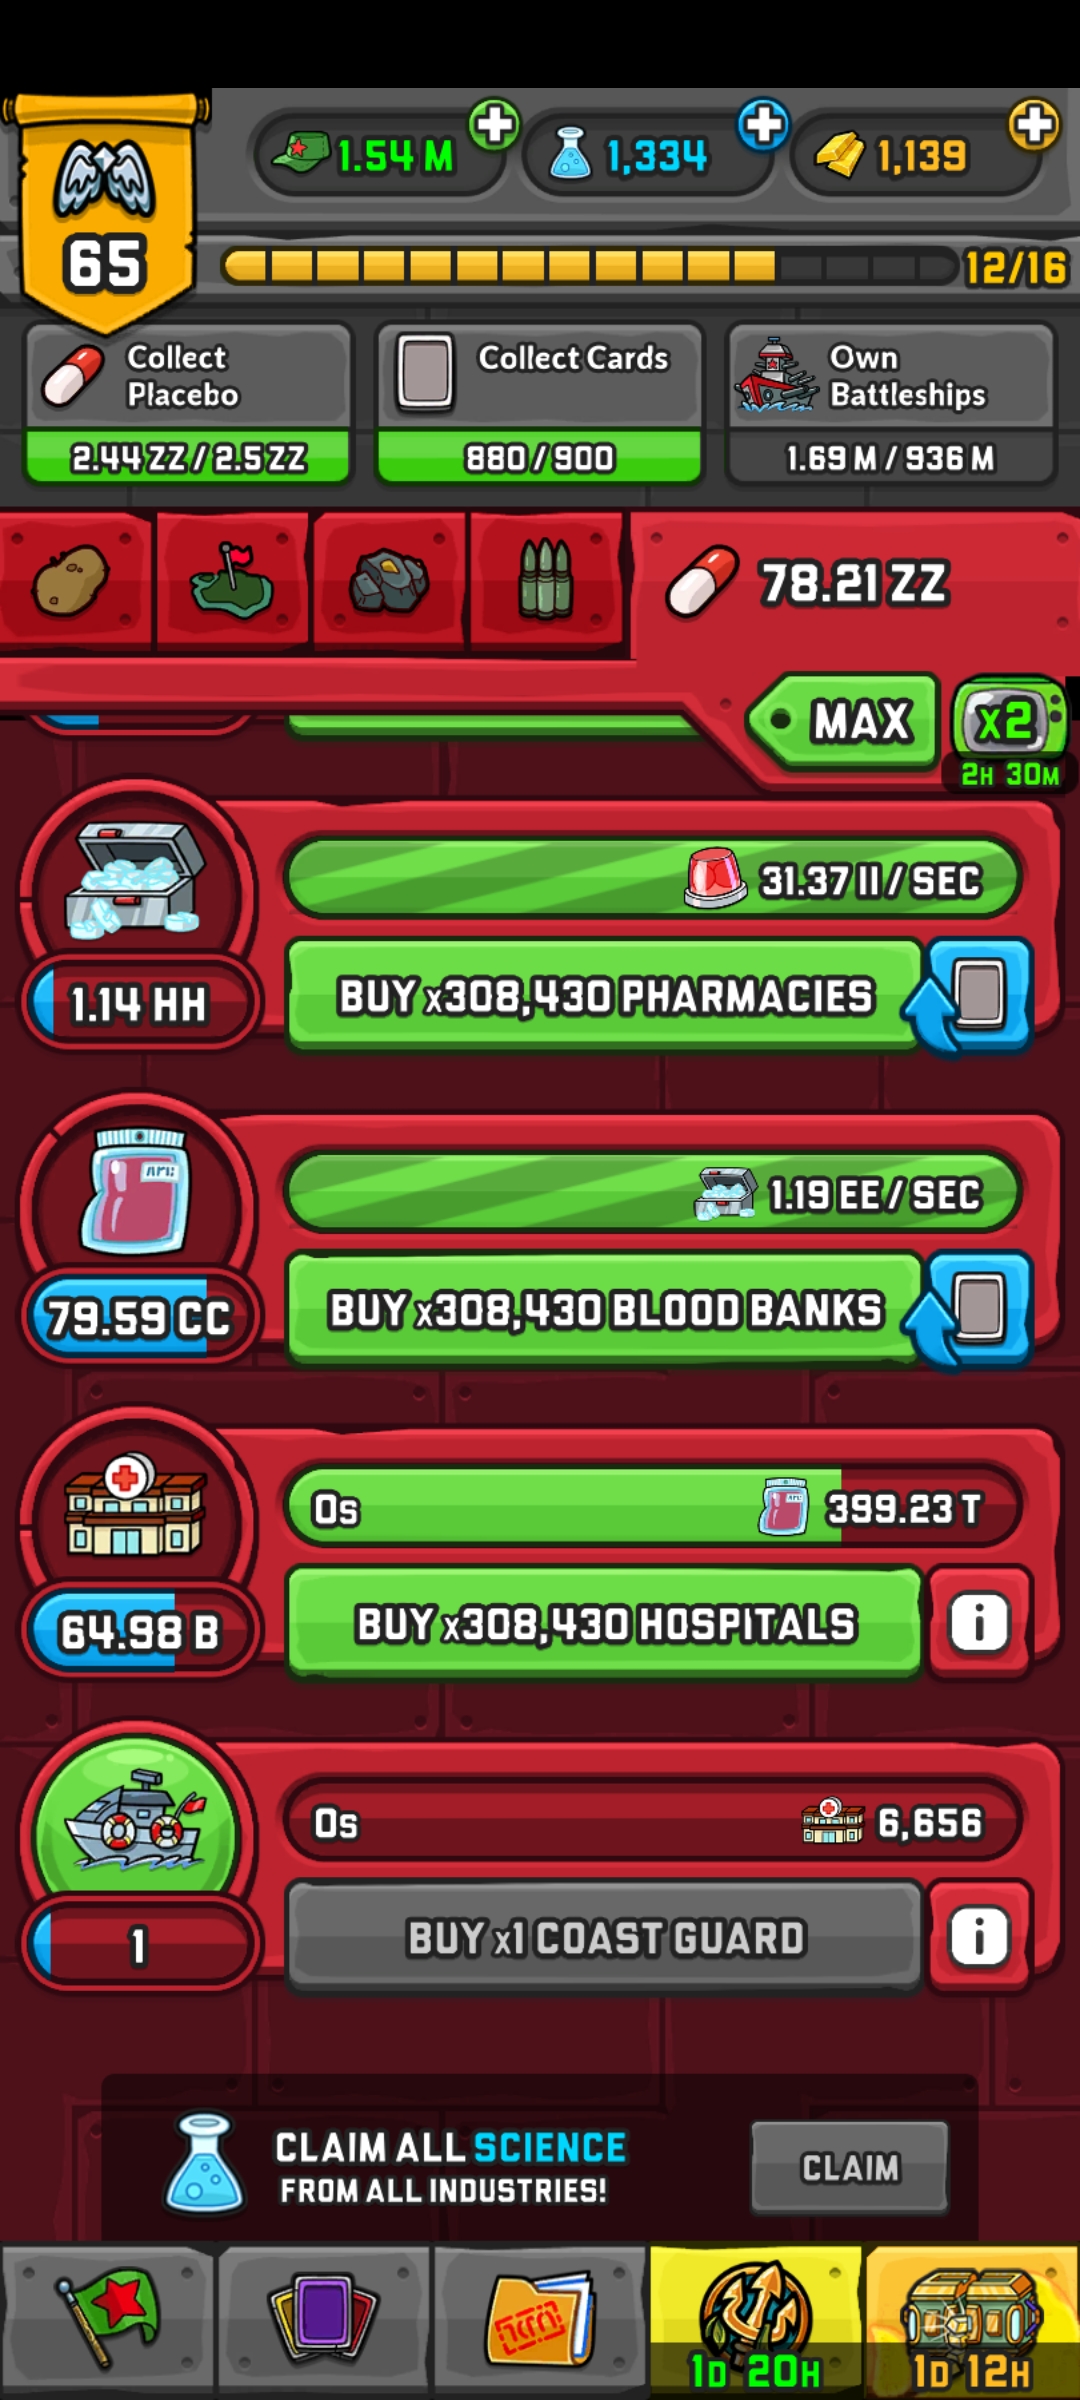 1.54 M
1,334
1,139
65
12/16
Collect
Placebo
2.44 ZZ / 2.5 ZZ
Collect Cards
880 / 900
Own
Battleships
1.69 M / 936 M
78.21 ZZ
MAX
x2
2H 30M
31.37 II / SEC
1.14 HH
BUY x308,430 PHARMACIES
1.19 EE / SEC
79.59 CC
BUY x308,430 BLOOD BANKS
0s
399.23 T
64.98 B
BUY x308,430 HOSPITALS
i
0s
6,656
1
BUY x1 COAST GUARD
i
CLAIM ALL SCIENCE
FROM ALL INDUSTRIES!
CLAIM
1D 20H
1D 12H